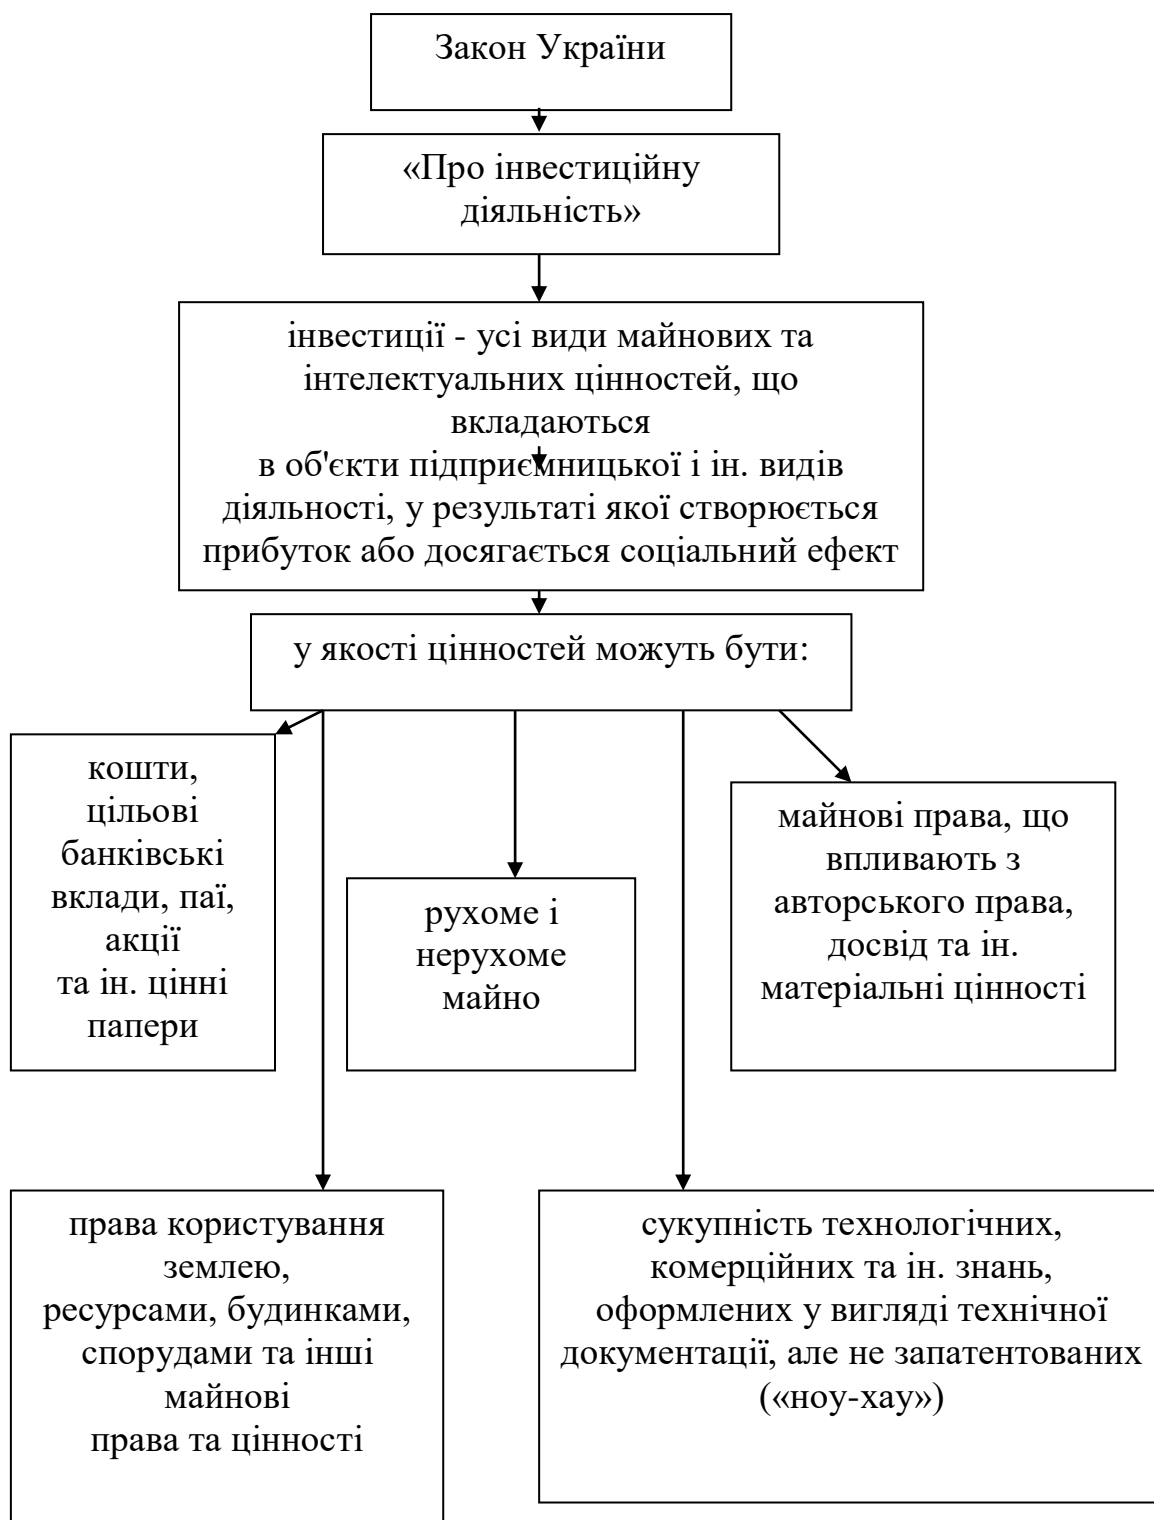 Закон України
«Про інвестиційну
діяльність»
інвестиції - усі види майнових та
інтелектуальних цінностей, що
вкладаються
в об'єкти підприємницької і ін. видів
діяльності, у результаті якої створюється
прибуток або досягається соціальний ефект
у якості цінностей можуть бути:
кошти,
цільові
банківські
вклади, паї,
акції
та ін. цінні
папери
рухоме і
нерухоме
майно
майнові права, що
впливають з
авторського права,
досвід та ін.
матеріальні цінності
права користування
землею,
ресурсами, будинками,
спорудами та інші
майнові
права та цінності
сукупність технологічних,
комерційних та ін. знань,
оформлених у вигляді технічної
документації, але не запатентованих
(«ноу-хау»)